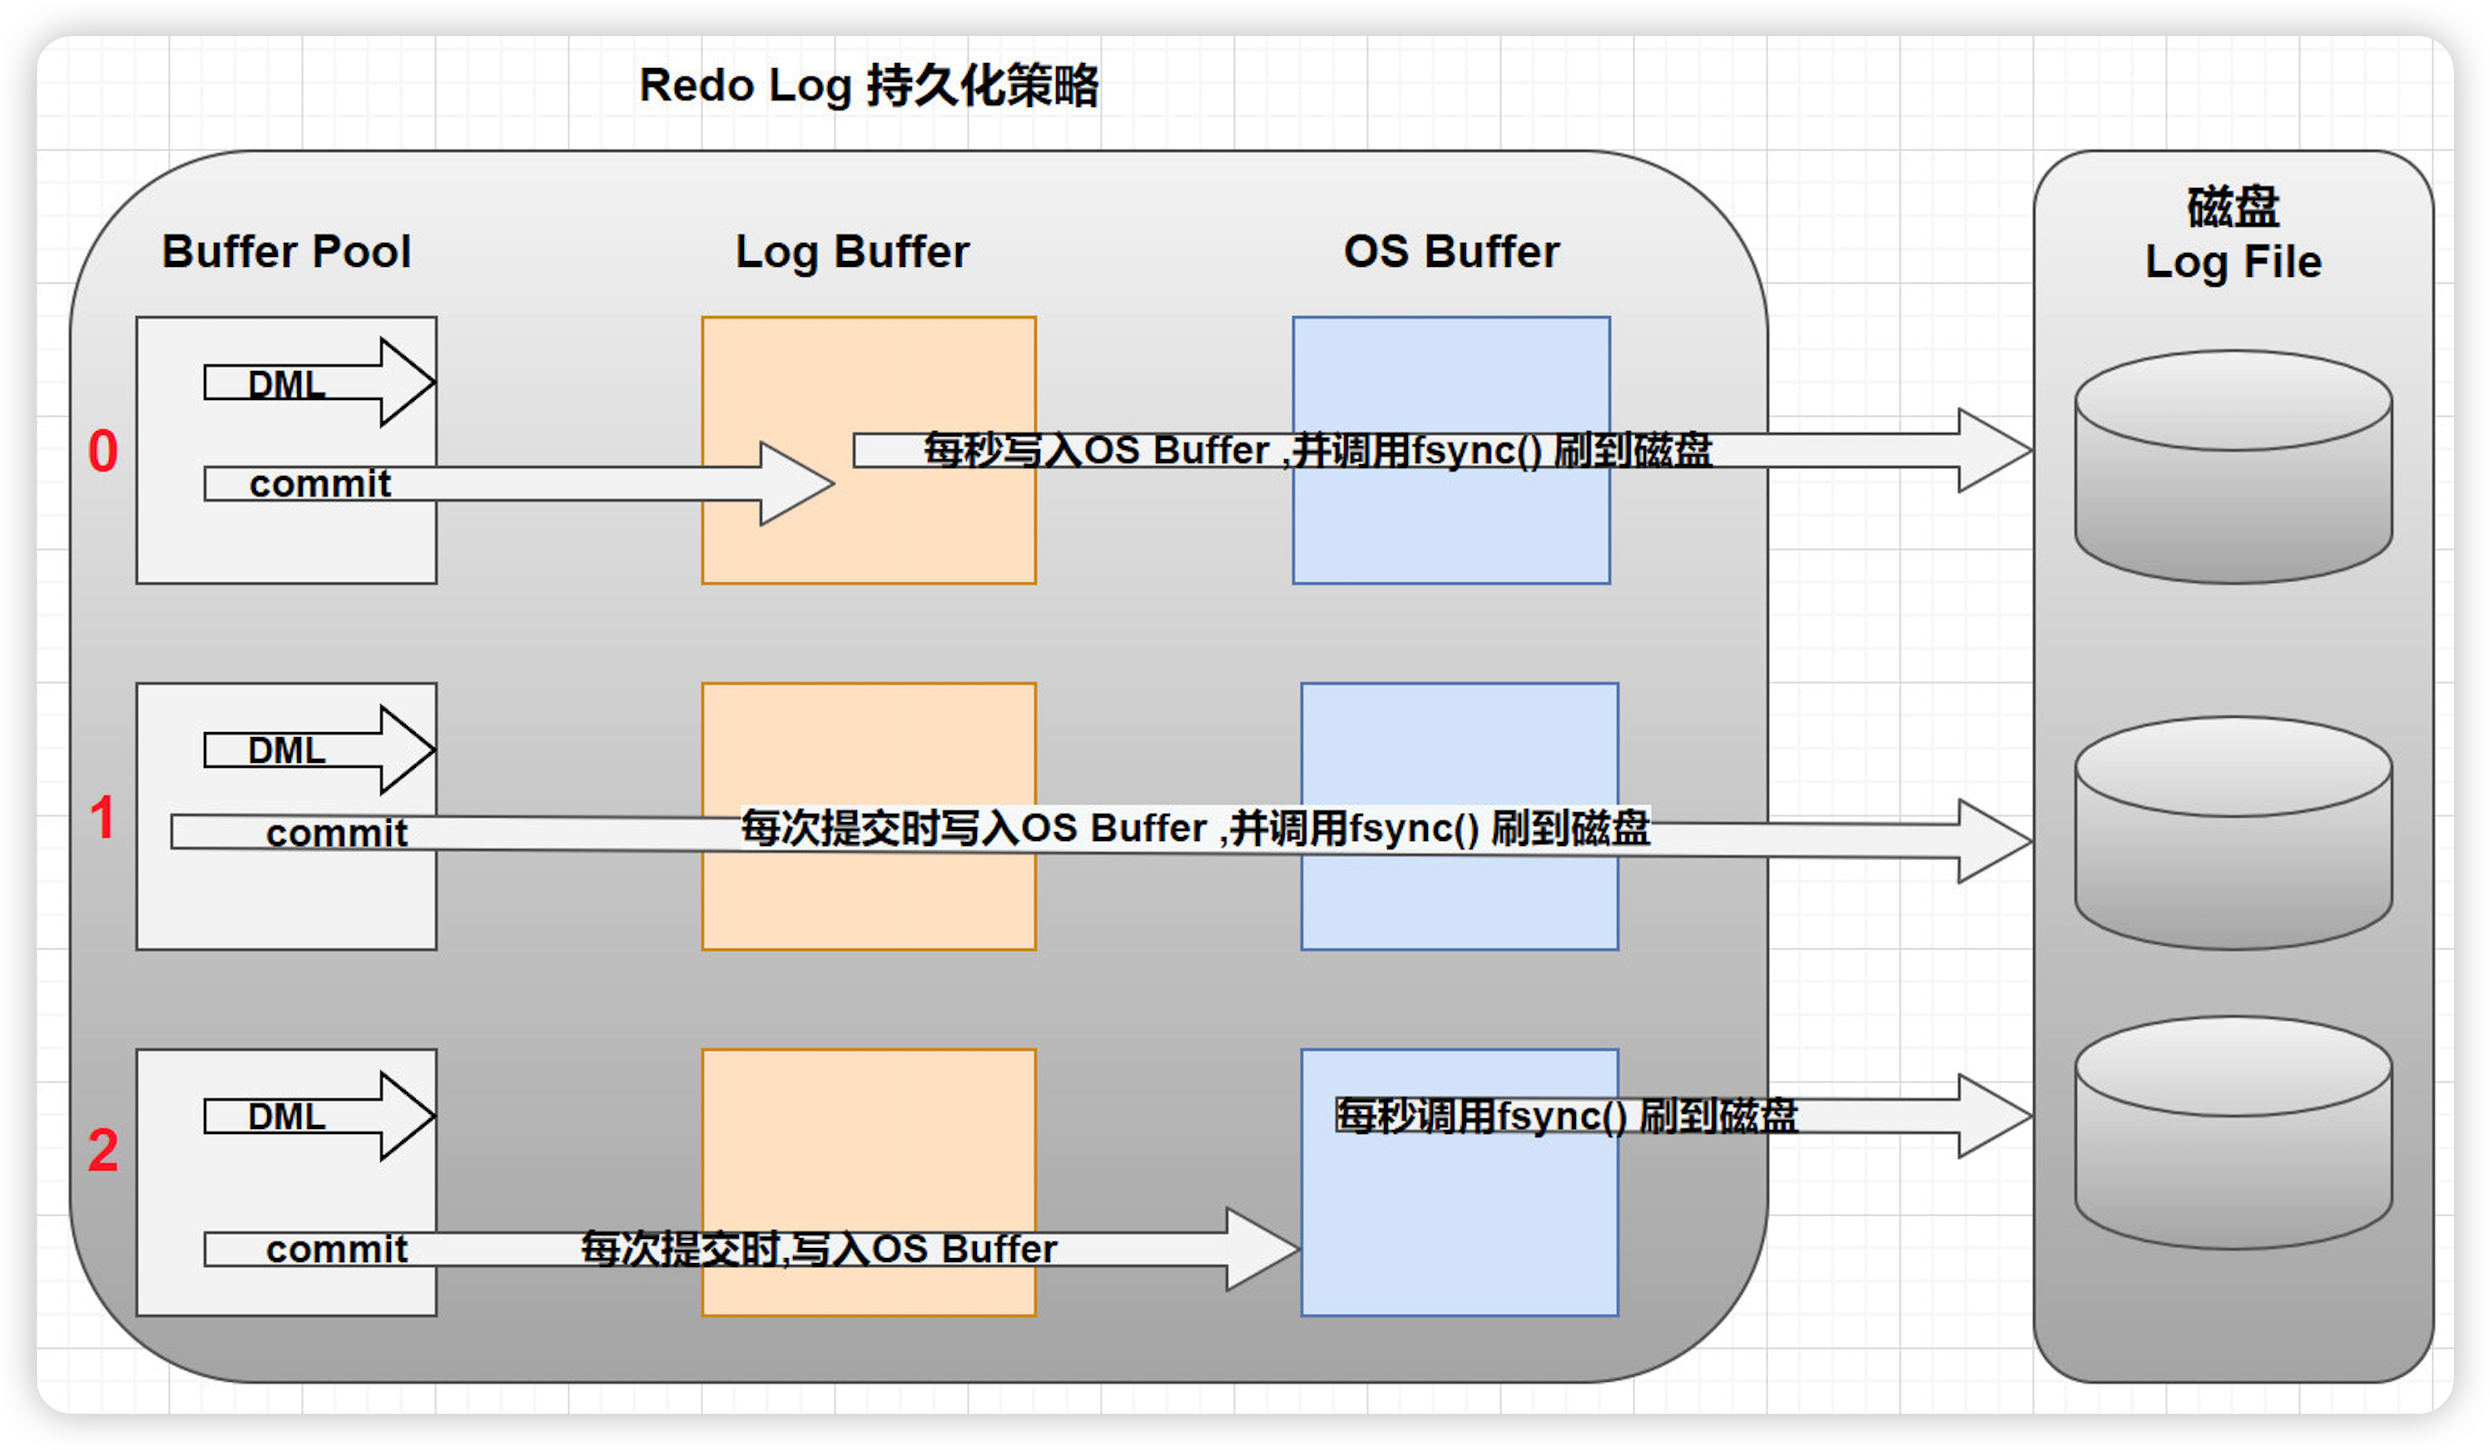 Redo Log 持久化策略
Buffer Pool
Log Buffer
OS Buffer
磁盘
Log File
0
DML
commit
每秒写入OS Buffer ,并调用fsync() 刷到磁盘
1
DML
commit
每次提交时写入OS Buffer ,并调用fsync() 刷到磁盘
2
DML
每秒调用fsync() 刷到磁盘
commit
每次提交时,写入OS Buffer